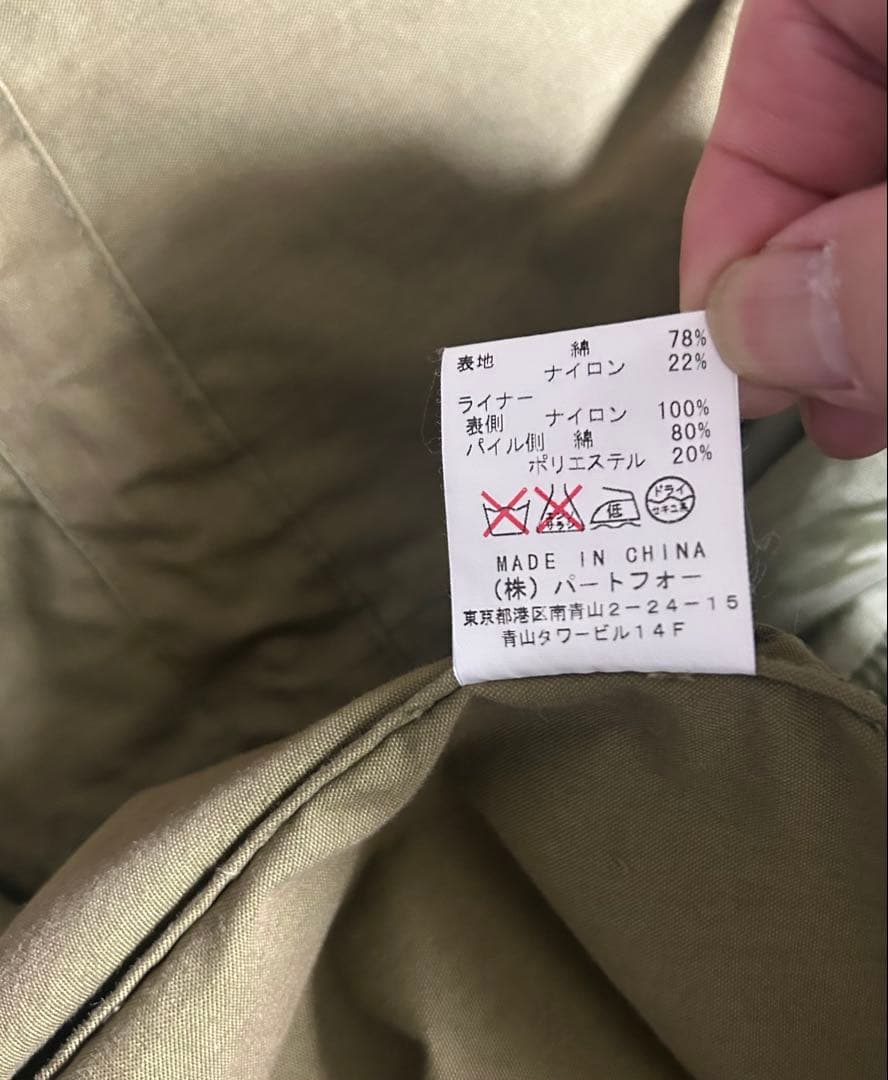 表地 綿 78%
ナイロン 22%
ライナー
表側 ナイロン 100%
パイル側 綿 80%
ポリエステル 20%
低 ドライ セキユ系
MADE IN CHINA
(株) パートフォー
東京都港区南青山2-24-15
青山タワービル14F